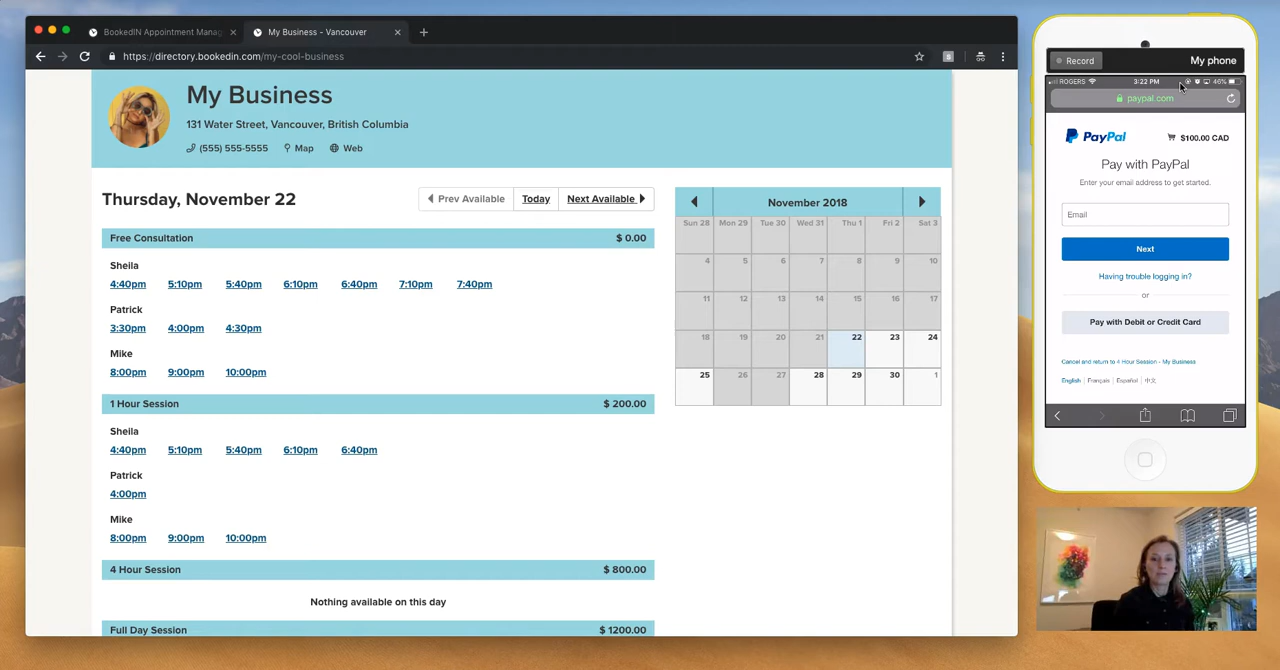 BookedIN Appointment Manag
My Business - Vancouver
https://directory.bookedin.com/my-cool-business
S
My Business
131 Water Street, Vancouver, British Columbia
(555) 555-5555 Map Web
Thursday, November 22
Prev Available Today Next Available
Free Consultation $ 0.00
Sheila
4:40pm 5:10pm 5:40pm 6:10pm 6:40pm 7:10pm 7:40pm
Patrick
3:30pm 4:00pm 4:30pm
Mike
8:00pm 9:00pm 10:00pm
1 Hour Session $ 200.00
Sheila
4:40pm 5:10pm 5:40pm 6:10pm 6:40pm
Patrick
4:00pm
Mike
8:00pm 9:00pm 10:00pm
4 Hour Session $ 800.00
Nothing available on this day
Full Day Session $ 1200.00
November 2018
Sun 28 Mon 29 Tue 30 Wed 31 Thu 1 Fri 2 Sat 3
4 5 6 7 8 9 10
11 12 13 14 15 16 17
18 19 20 21 22 23 24
25 26 27 28 29 30 1
Record My phone
ROGERS 3:22 PM 46%
paypal.com
PayPal $100.00 CAD
Pay with PayPal
Enter your email address to get started.
Email
Next
Having trouble logging in?
or
Pay with Debit or Credit Card
Cancel and return to 4 Hour Session - My Business
English Français Español 中文